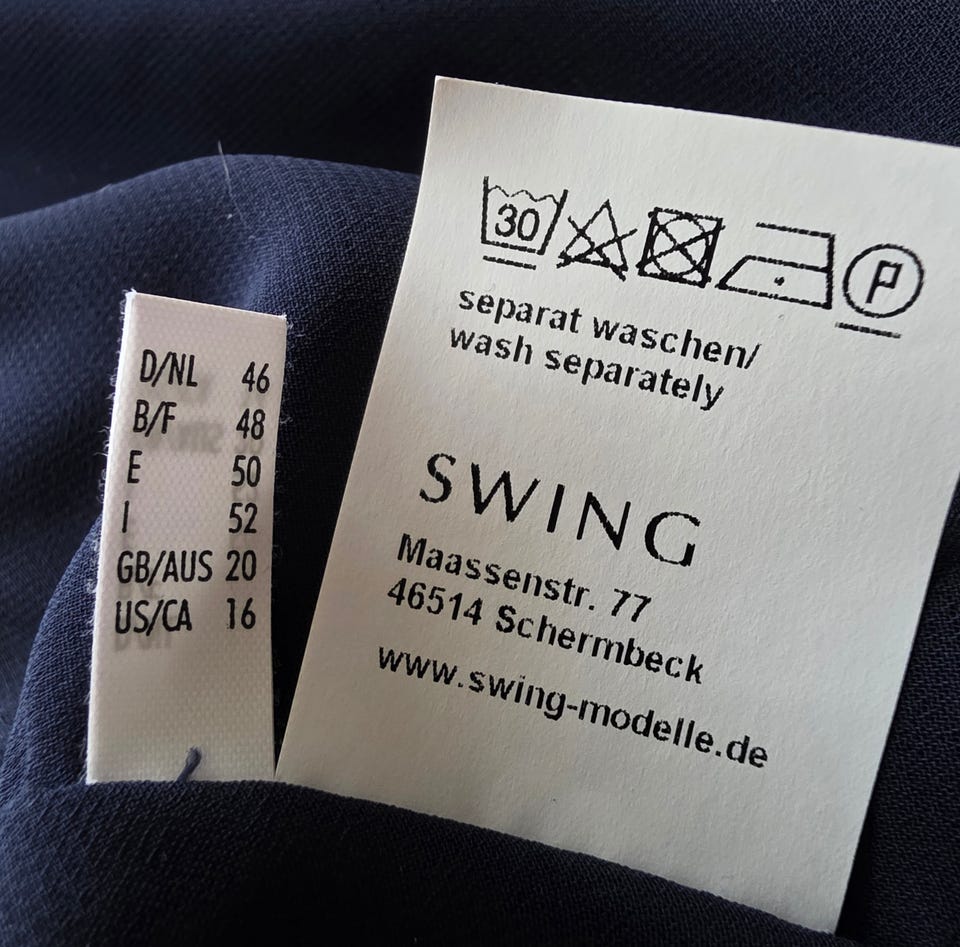 D/NL 46
B/F 48
E 50
I 52
GB/AUS 20
US/CA 16
30
P
separat waschen/
wash separately
SWING
Maassenstr. 77
46514 Schermbeck
www.swing-modelle.de